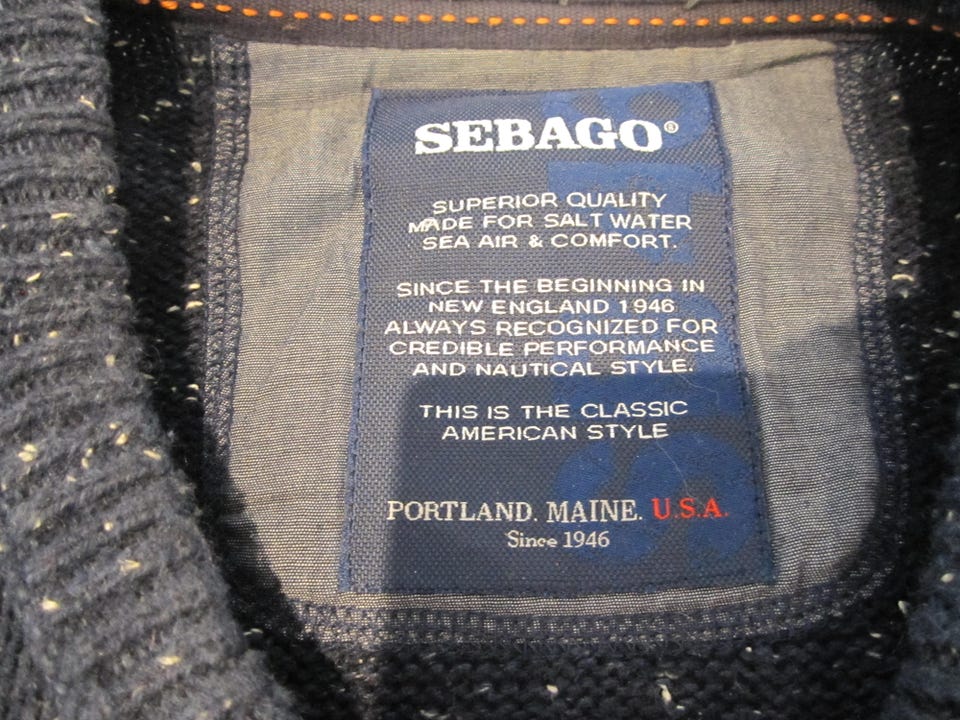 SEBAGO®
SUPERIOR QUALITY
MADE FOR SALT WATER
SEA AIR & COMFORT.
SINCE THE BEGINNING IN
NEW ENGLAND 1946
ALWAYS RECOGNIZED FOR
CREDIBLE PERFORMANCE
AND NAUTICAL STYLE.
THIS IS THE CLASSIC
AMERICAN STYLE
PORTLAND. MAINE. U.S.A.
Since 1946